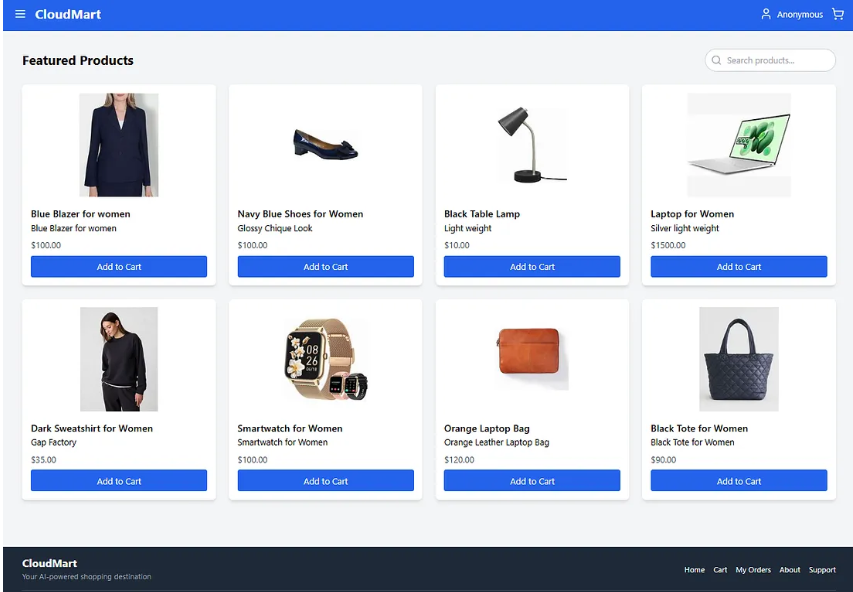 CloudMart
Anonymous
Featured Products
Search products...
Blue Blazer for women
Blue Blazer for women
$100.00
Add to Cart
Navy Blue Shoes for Women
Glossy Chique Look
$100.00
Add to Cart
Black Table Lamp
Light weight
$10.00
Add to Cart
Laptop for Women
Silver light weight
$1500.00
Add to Cart
Dark Sweatshirt for Women
Gap Factory
$35.00
Add to Cart
08
26
Smartwatch for Women
Smartwatch for Women
$100.00
Add to Cart
Orange Laptop Bag
Orange Leather Laptop Bag
$120.00
Add to Cart
Black Tote for Women
Black Tote for Women
$90.00
Add to Cart
CloudMart
Your AI-powered shopping destination
Home Cart My Orders About Support